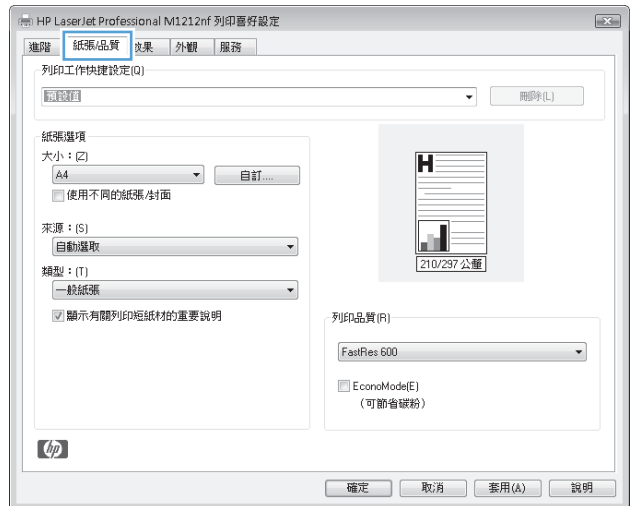 HP LaserJet Professional M1212nf 列印喜好設定
進階 紙張/品質 效果 外觀 服務
列印工作快捷設定(Q)
預設值 刪除(L)
紙張選項
大小：(Z)
A4 自訂....
使用不同的紙張/封面
來源：(S)
自動選取
類型：(T)
一般紙張
顯示有關列印短紙材的重要說明
H
210/297 公釐
列印品質(R)
FastRes 600
EconoMode(E)
（可節省碳粉）
hp
確定 取消 套用(A) 說明